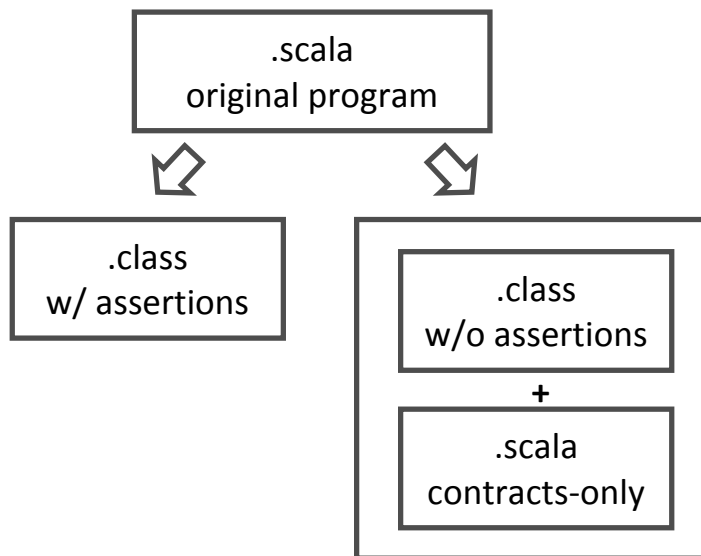 .scala
original program
.class
w/ assertions
.class
w/o assertions
+
.scala
contracts-only